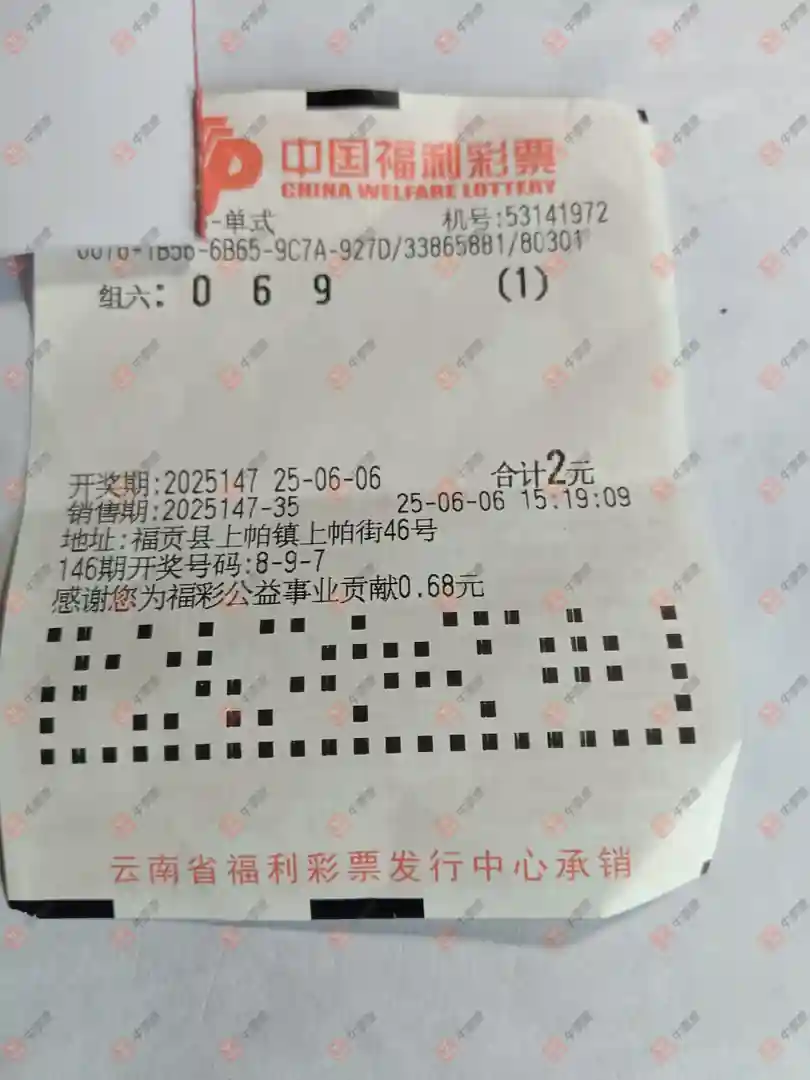 中国福利彩票
CHINA WELFARE LOTTERY
-单式 机号:53141972
6B65-9C7A-927D/33865881/80301
组六: 0 6 9 (1)
开奖期:2025147 25-06-06 合计2元
销售期:2025147-35 25-06-06 15:19:09
地址:福贡县上帕镇上帕街46号
146期开奖号码:8-9-7
感谢您为福彩公益事业贡献0.68元
云南省福利彩票发行中心承销